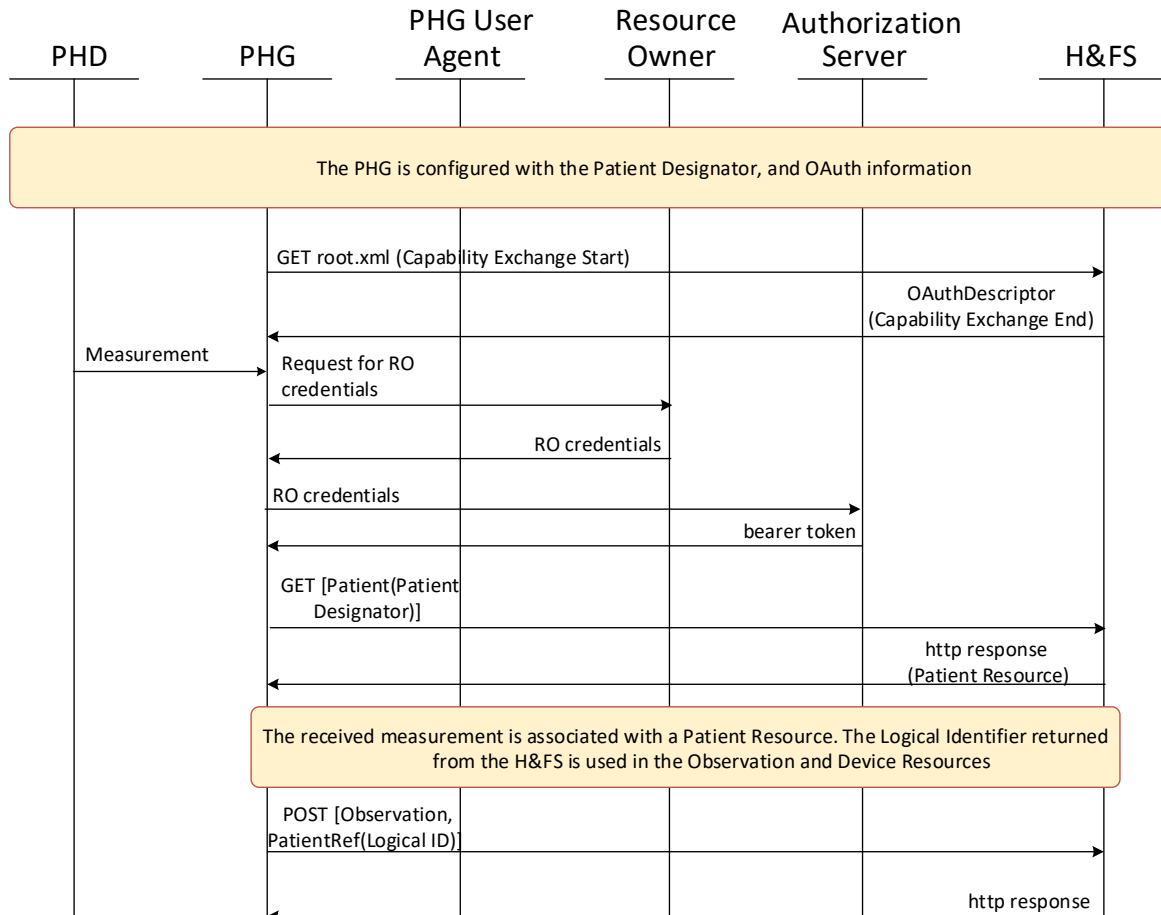 PHD
PHG
PHG User
Agent
Resource
Owner
Authorization
Server
H&FS
The PHG is configured with the Patient Designator, and OAuth information
GET root.xml (Capability Exchange Start)
OAuthDescriptor
(Capability Exchange End)
Measurement
Request for RO
credentials
RO credentials
RO credentials
bearer token
GET [Patient(Patient
Designator)]
http response
(Patient Resource)
The received measurement is associated with a Patient Resource. The Logical Identifier returned
from the H&FS is used in the Observation and Device Resources
POST [Observation,
PatientRef(Logical ID)]
http response